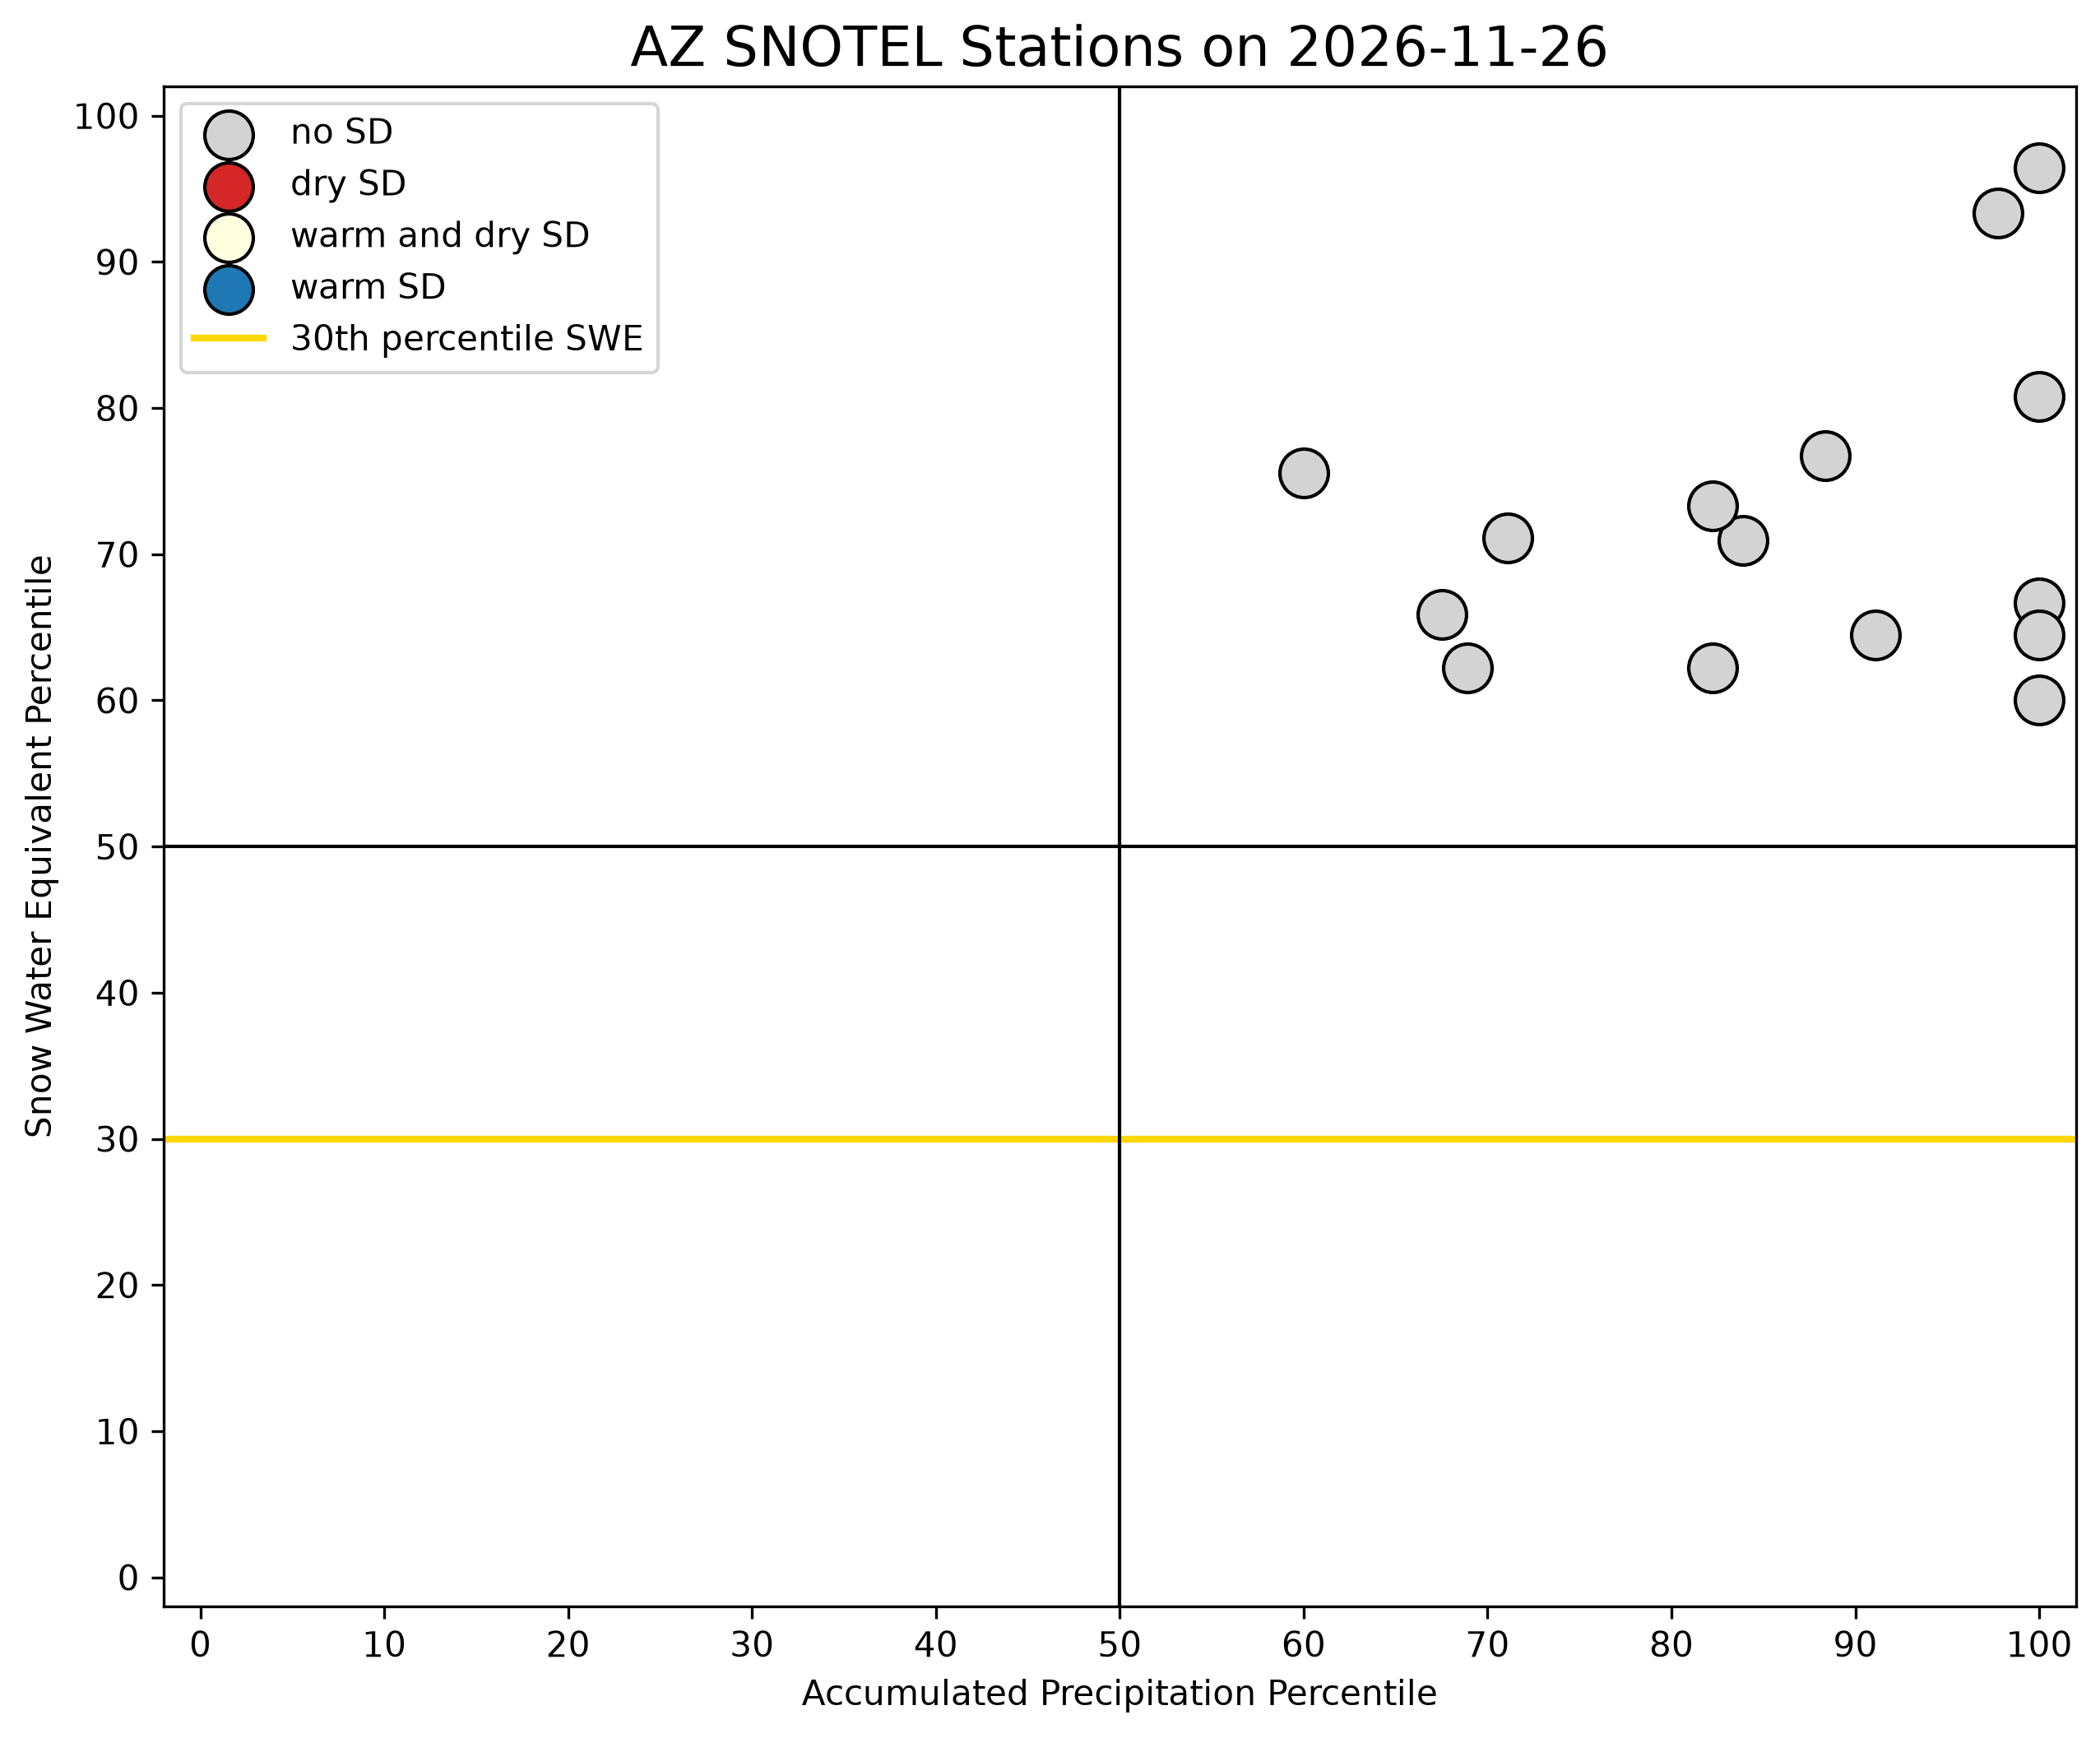 AZ SNOTEL Stations on 2026-11-26
no SD
dry SD
warm and dry SD
warm SD
30th percentile SWE
Snow Water Equivalent Percentile
100
90
80
70
60
50
40
30
20
10
0
0 10 20 30 40 50 60 70 80 90 100
Accumulated Precipitation Percentile